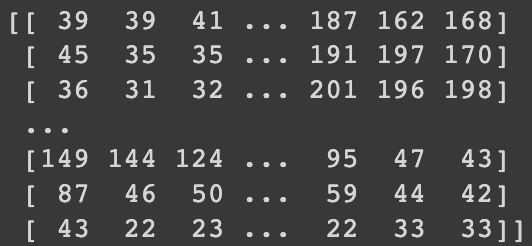 [[ 39  39  41 ... 187 162 168]
 [ 45  35  35 ... 191 197 170]
 [ 36  31  32 ... 201 196 198]
 ...
 [149 144 124 ...  95  47  43]
 [ 87  46  50 ...  59  44  42]
 [ 43  22  23 ...  22  33  33]]